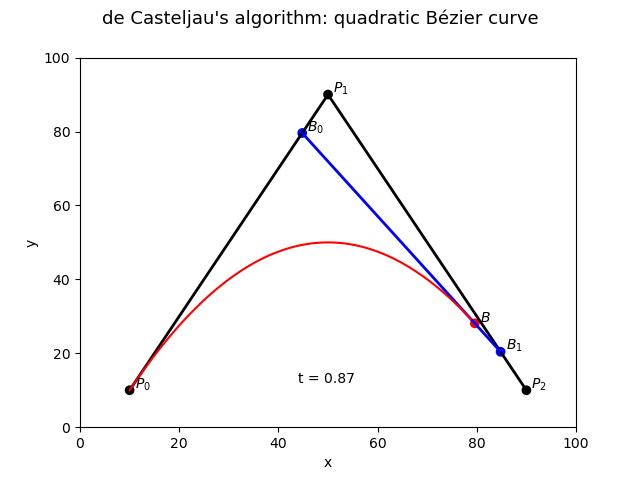 de Casteljau's algorithm: quadratic Bézier curve
100
P₁
B₀
80
60
y
40
B
B₁
20
t = 0.87
P₀
P₂
0
0 20 40 60 80 100
x